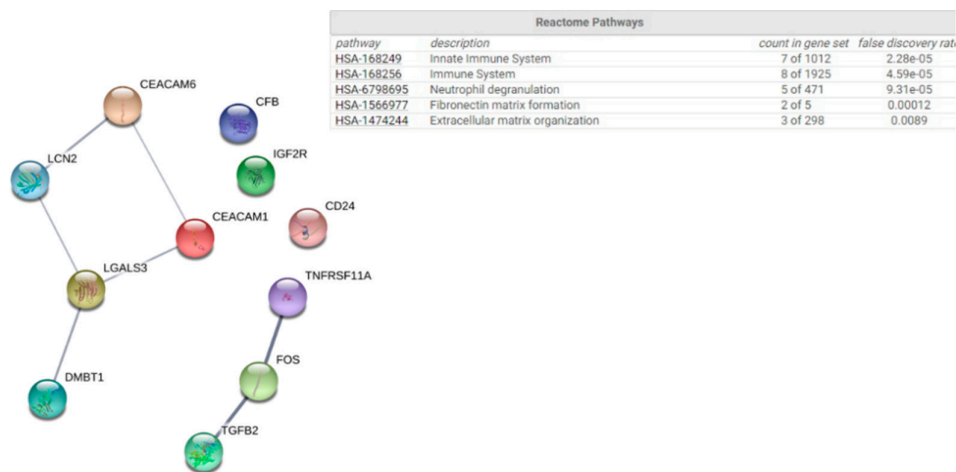 Reactome Pathways
pathway description count in gene set false discovery rate
HSA-168249 Innate Immune System 7 of 1012 2.28e-05
HSA-168256 Immune System 8 of 1925 4.59e-05
HSA-6798695 Neutrophil degranulation 5 of 471 9.31e-05
HSA-1566977 Fibronectin matrix formation 2 of 5 0.00012
HSA-1474244 Extracellular matrix organization 3 of 298 0.0089
CEACAM6
CFB
LCN2
IGF2R
CEACAM1
CD24
LGALS3
TNFRSF11A
FOS
DMBT1
TGFB2